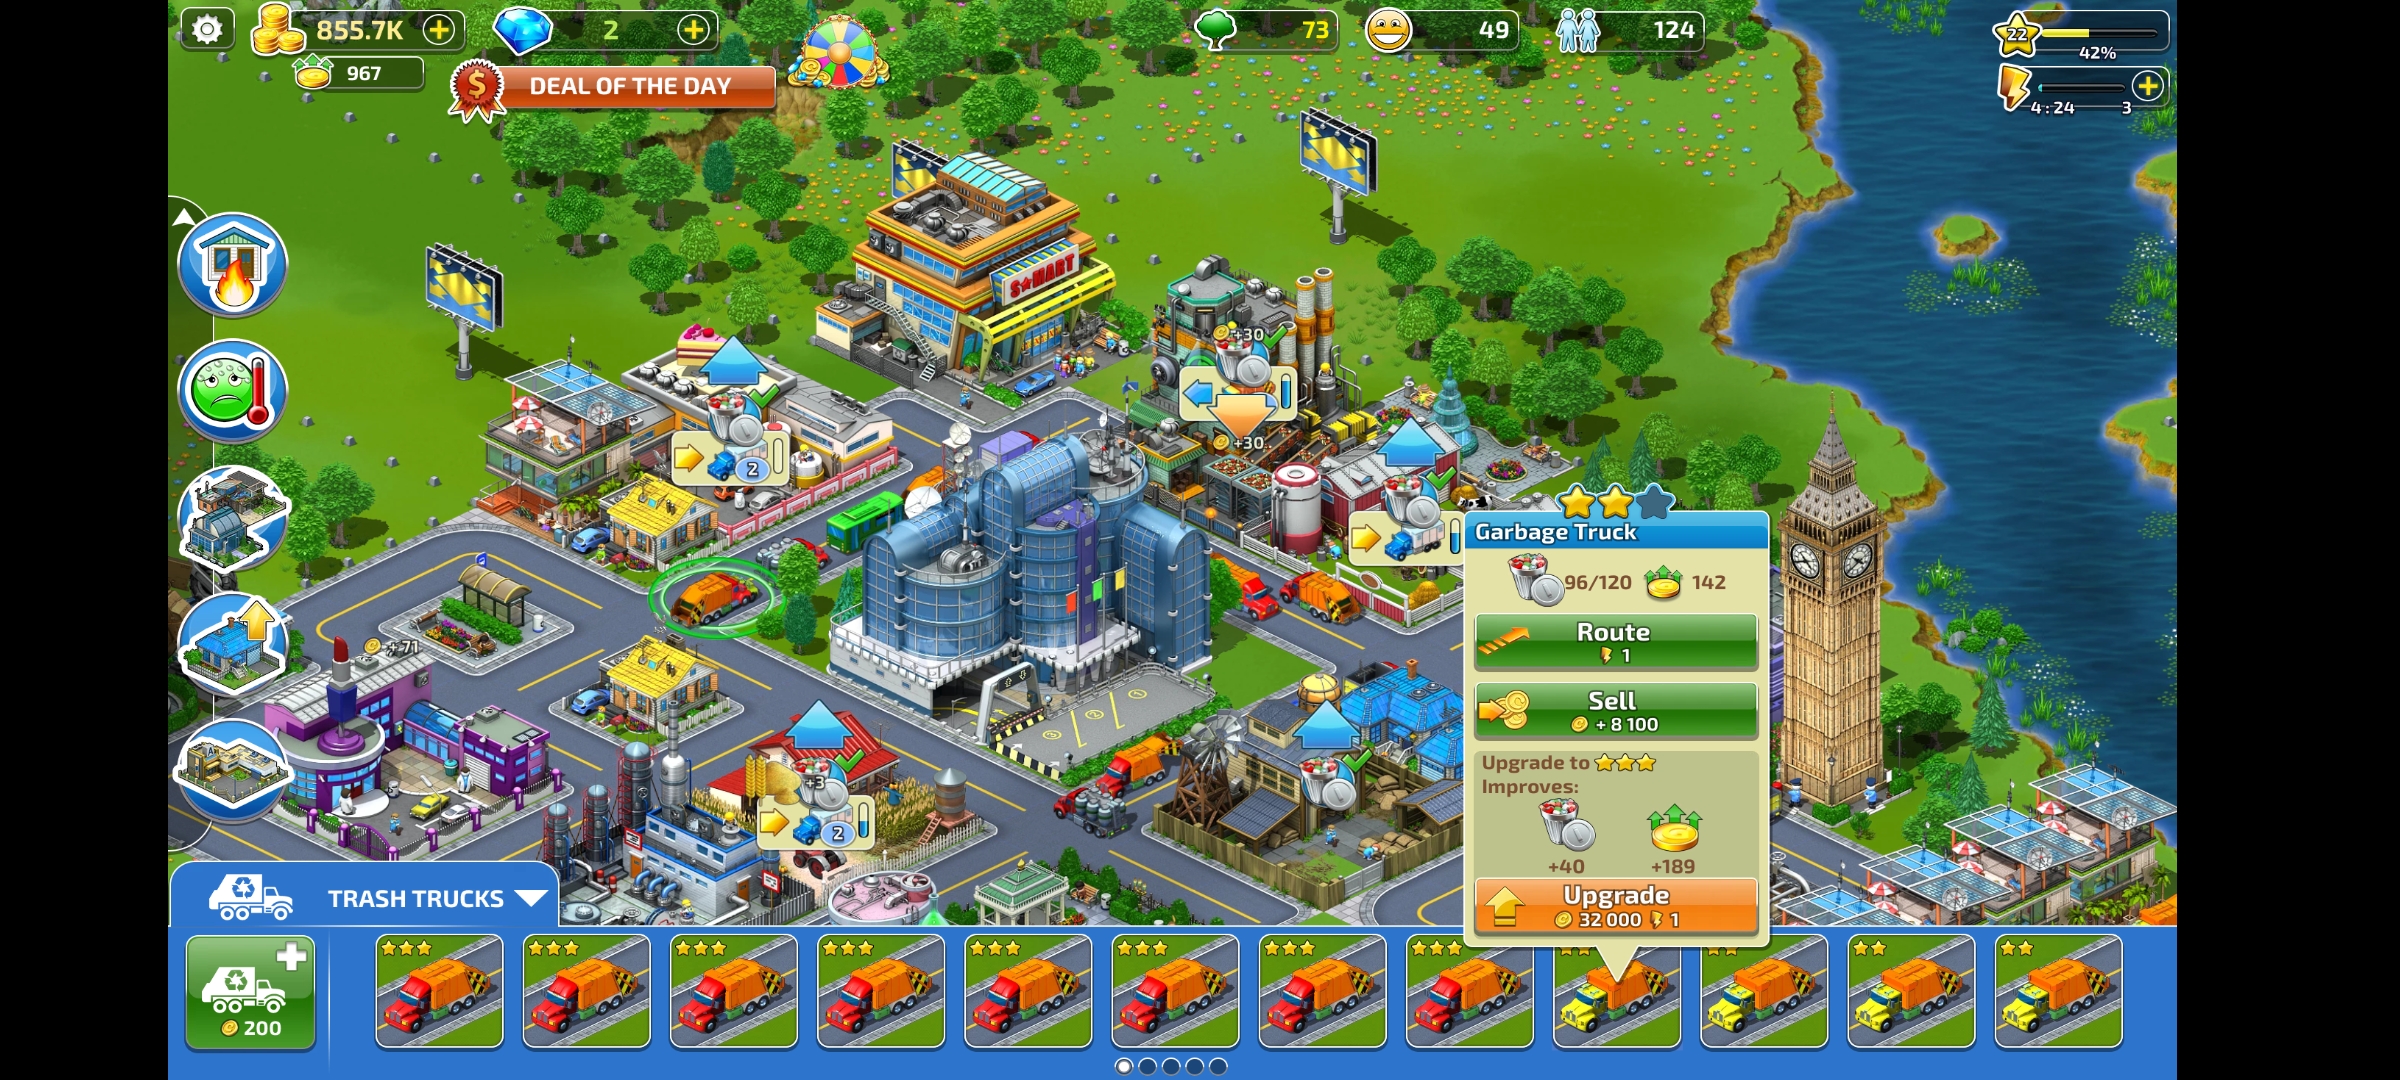 855.7K
2
73
49
124
22
42%
967
DEAL OF THE DAY
4:24
3
S★MART
+30
+30
2
+71
+3
2
Garbage Truck
96/120
142
Route
1
Sell
+ 8 100
Upgrade to
Improves:
+40
+189
Upgrade
32 000
1
TRASH TRUCKS
200